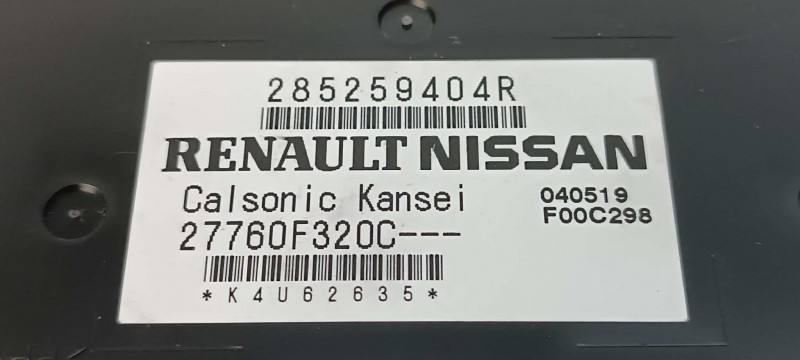 285259404R
RENAULT NISSAN
Calsonic Kansei 040519
27760F320C--- F00C298
*K4U62635*